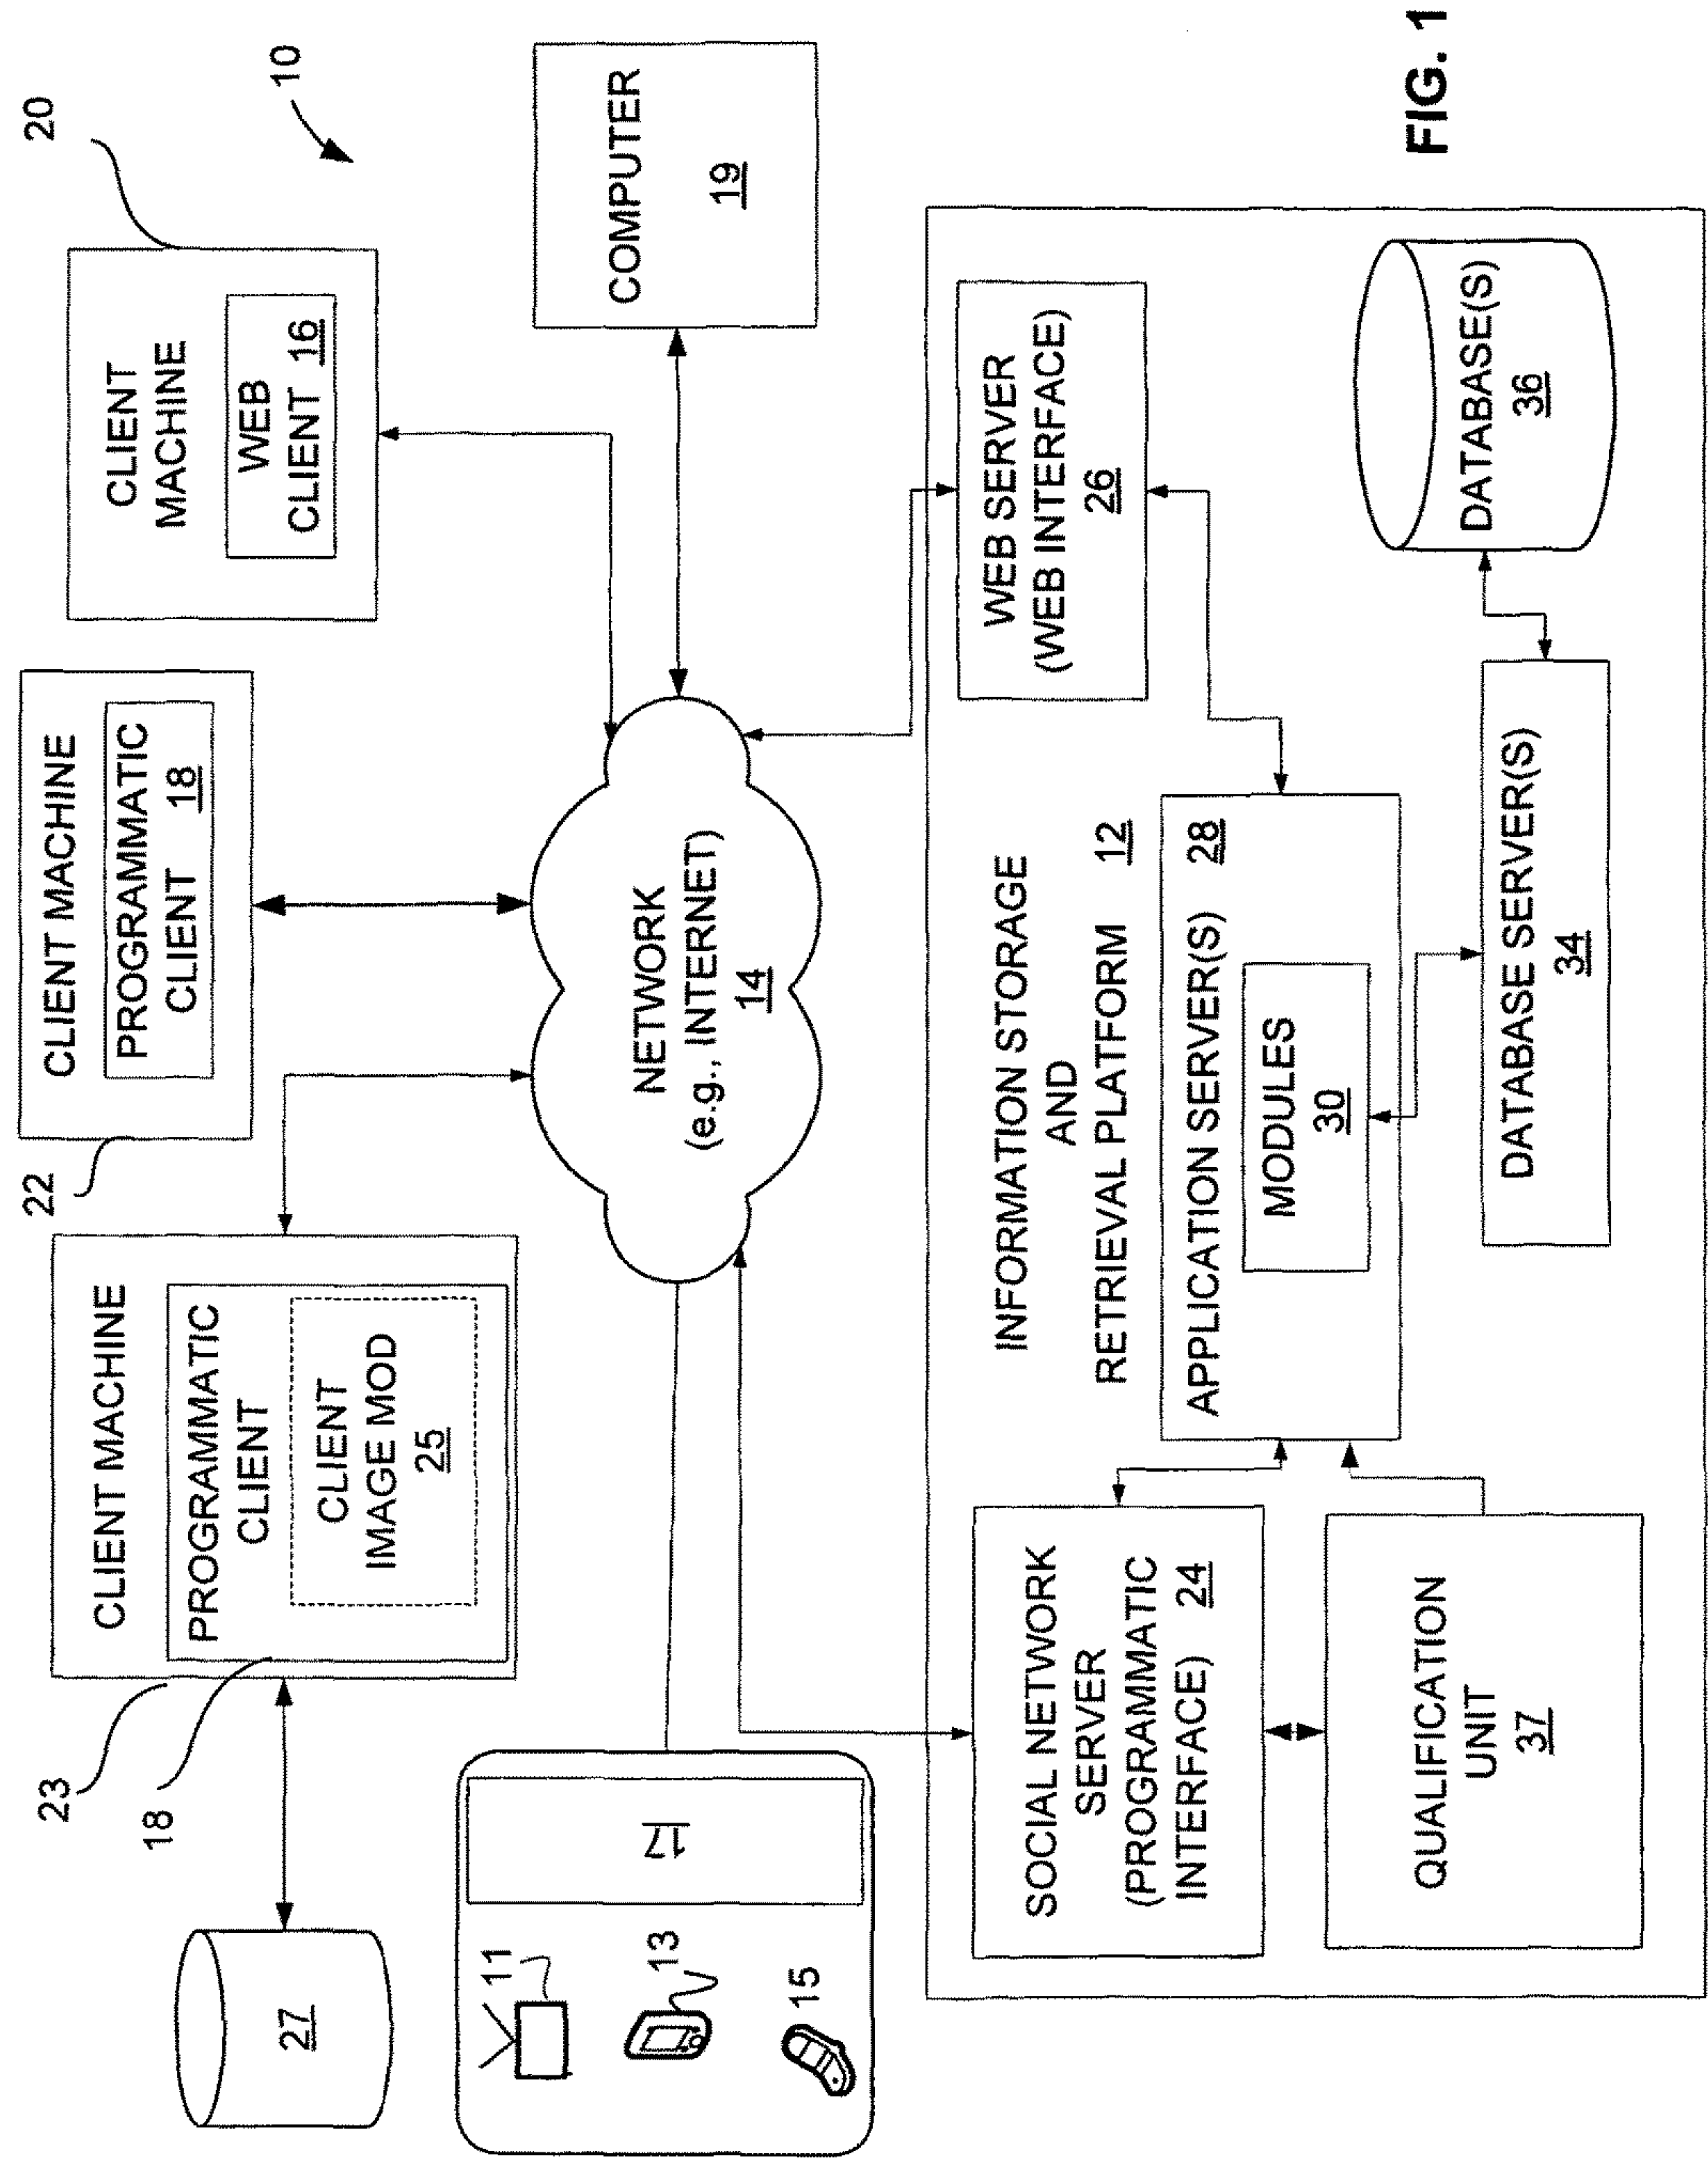 20
10
22
23
18
CLIENT MACHINE
PROGRAMMATIC
CLIENT
CLIENT
IMAGE MOD
25
27
CLIENT MACHINE
PROGRAMMATIC
CLIENT 18
CLIENT
MACHINE
WEB
CLIENT 16
11
13
15
17
NETWORK
(e.g., INTERNET)
14
COMPUTER
19
INFORMATION STORAGE
AND
RETRIEVAL PLATFORM 12
SOCIAL NETWORK
SERVER
(PROGRAMMATIC
INTERFACE) 24
WEB SERVER
(WEB INTERFACE)
26
APPLICATION SERVER(S) 28
MODULES
30
QUALIFICATION
UNIT
37
DATABASE SERVER(S)
34
DATABASE(S)
36
FIG. 1